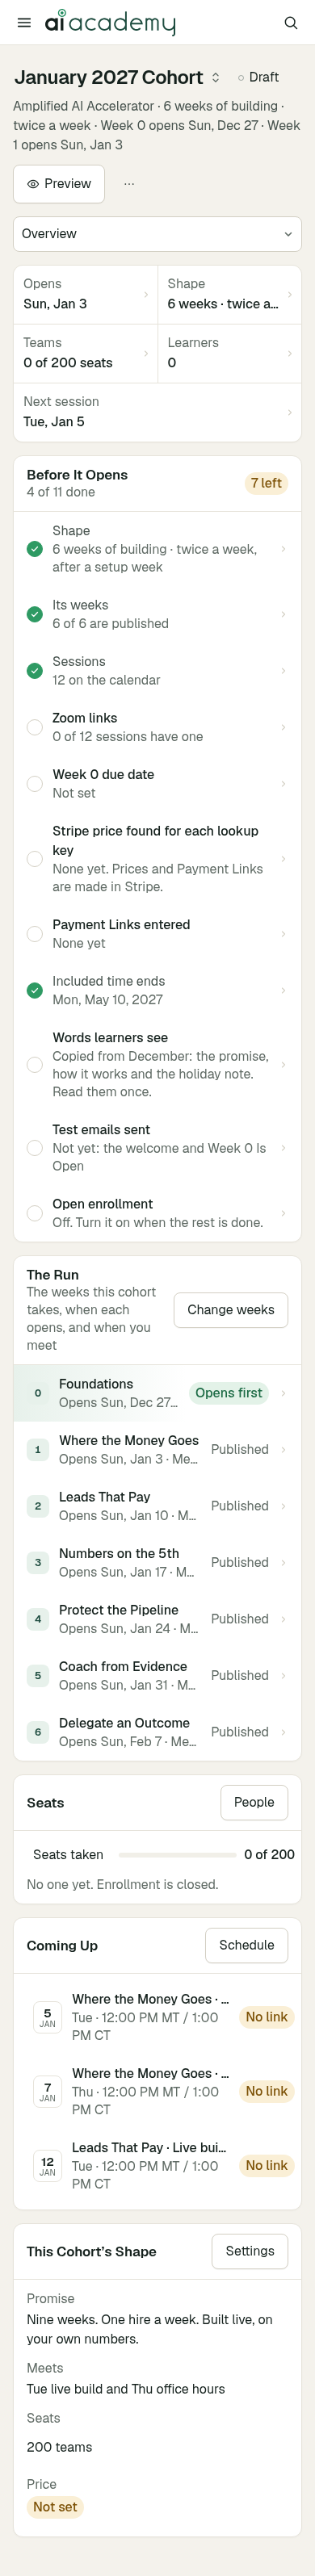 ai academy
January 2027 Cohort
Draft
Amplified AI Accelerator · 6 weeks of building ·
twice a week · Week 0 opens Sun, Dec 27 · Week
1 opens Sun, Jan 3
Preview
...
Overview
Opens
Sun, Jan 3
Shape
6 weeks · twice a...
Teams
0 of 200 seats
Learners
0
Next session
Tue, Jan 5
Before It Opens
4 of 11 done
7 left
Shape
6 weeks of building · twice a week,
after a setup week
Its weeks
6 of 6 are published
Sessions
12 on the calendar
Zoom links
0 of 12 sessions have one
Week 0 due date
Not set
Stripe price found for each lookup
key
None yet. Prices and Payment Links
are made in Stripe.
Payment Links entered
None yet
Included time ends
Mon, May 10, 2027
Words learners see
Copied from December: the promise,
how it works and the holiday note.
Read them once.
Test emails sent
Not yet: the welcome and Week 0 Is
Open
Open enrollment
Off. Turn it on when the rest is done.
The Run
The weeks this cohort
takes, when each
opens, and when you
meet
Change weeks
0
Foundations
Opens Sun, Dec 27...
Opens first
1
Where the Money Goes
Opens Sun, Jan 3 · Me...
Published
2
Leads That Pay
Opens Sun, Jan 10 · M...
Published
3
Numbers on the 5th
Opens Sun, Jan 17 · M...
Published
4
Protect the Pipeline
Opens Sun, Jan 24 · M...
Published
5
Coach from Evidence
Opens Sun, Jan 31 · M...
Published
6
Delegate an Outcome
Opens Sun, Feb 7 · Me...
Published
Seats
People
Seats taken
0 of 200
No one yet. Enrollment is closed.
Coming Up
Schedule
5
JAN
Where the Money Goes · ...
Tue · 12:00 PM MT / 1:00
PM CT
No link
7
JAN
Where the Money Goes · ...
Thu · 12:00 PM MT / 1:00
PM CT
No link
12
JAN
Leads That Pay · Live bui...
Tue · 12:00 PM MT / 1:00
PM CT
No link
This Cohort's Shape
Settings
Promise
Nine weeks. One hire a week. Built live, on
your own numbers.
Meets
Tue live build and Thu office hours
Seats
200 teams
Price
Not set